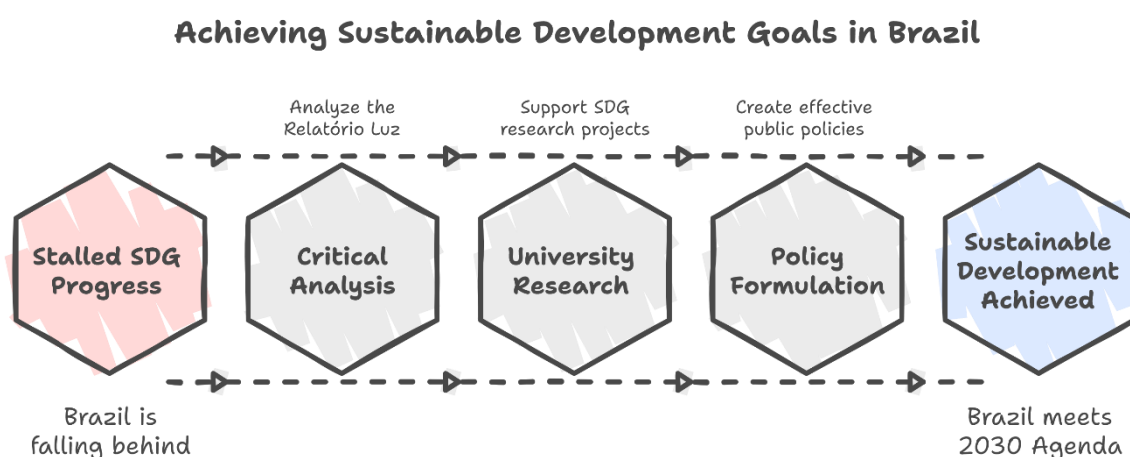 Achieving Sustainable Development Goals in Brazil
Analyze the
Relatório Luz
Support SDG
research projects
Create effective
public policies
Stalled SDG
Progress
Critical
Analysis
University
Research
Policy
Formulation
Sustainable
Development
Achieved
Brazil is
falling behind
Brazil meets
2030 Agenda